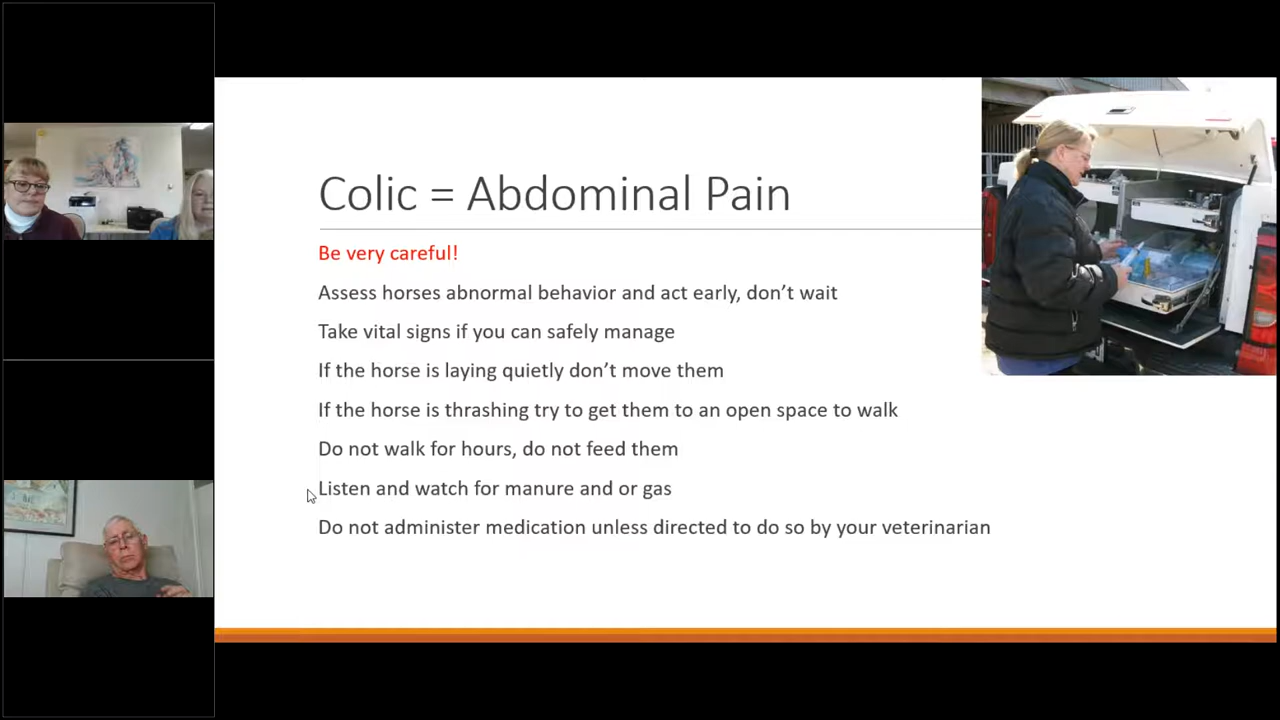 Colic = Abdominal Pain
Be very careful!
Assess horses abnormal behavior and act early, don’t wait
Take vital signs if you can safely manage
If the horse is laying quietly don’t move them
If the horse is thrashing try to get them to an open space to walk
Do not walk for hours, do not feed them
Listen and watch for manure and or gas
Do not administer medication unless directed to do so by your veterinarian